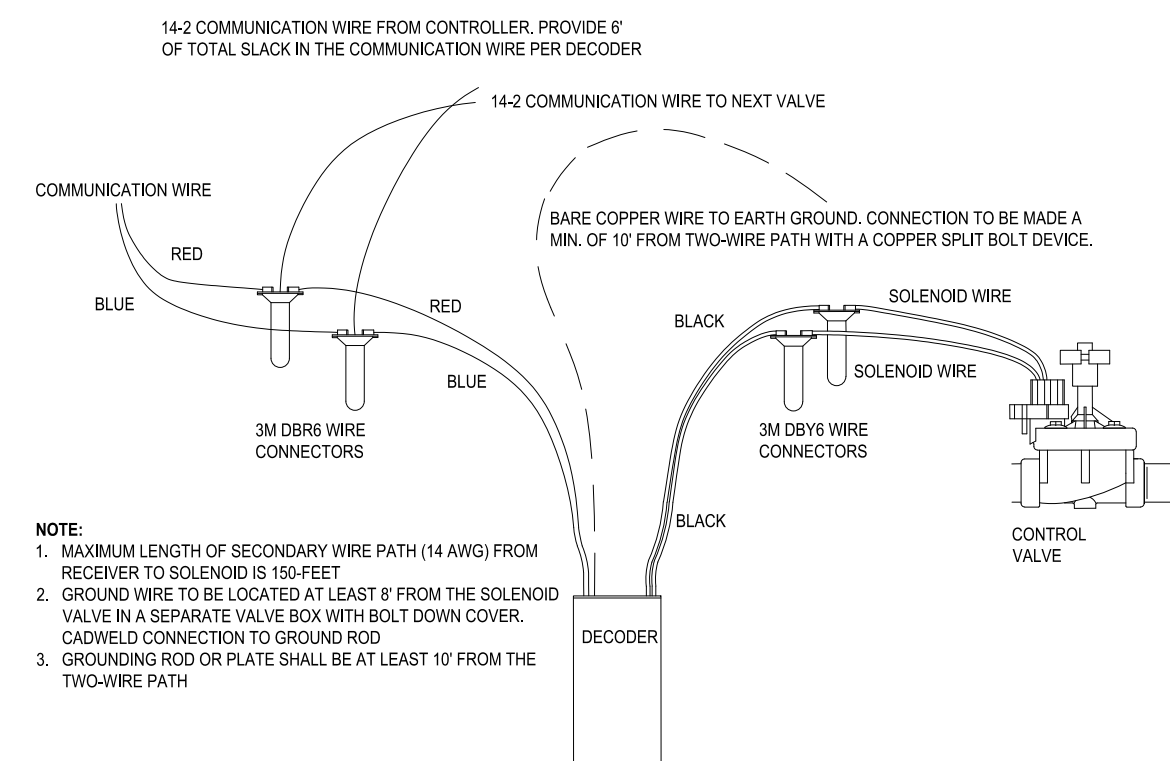 14-2 COMMUNICATION WIRE FROM CONTROLLER. PROVIDE 6'
OF TOTAL SLACK IN THE COMMUNICATION WIRE PER DECODER
14-2 COMMUNICATION WIRE TO NEXT VALVE
COMMUNICATION WIRE
BARE COPPER WIRE TO EARTH GROUND. CONNECTION TO BE MADE A
MIN. OF 10' FROM TWO-WIRE PATH WITH A COPPER SPLIT BOLT DEVICE.
RED
BLUE
RED
BLUE
SOLENOID WIRE
BLACK
SOLENOID WIRE
3M DBR6 WIRE
CONNECTORS
3M DBY6 WIRE
CONNECTORS
BLACK
CONTROL
VALVE
NOTE:
1. MAXIMUM LENGTH OF SECONDARY WIRE PATH (14 AWG) FROM
RECEIVER TO SOLENOID IS 150-FEET
2. GROUND WIRE TO BE LOCATED AT LEAST 8' FROM THE SOLENOID
VALVE IN A SEPARATE VALVE BOX WITH BOLT DOWN COVER.
CADWELD CONNECTION TO GROUND ROD
3. GROUNDING ROD OR PLATE SHALL BE AT LEAST 10' FROM THE
TWO-WIRE PATH
DECODER